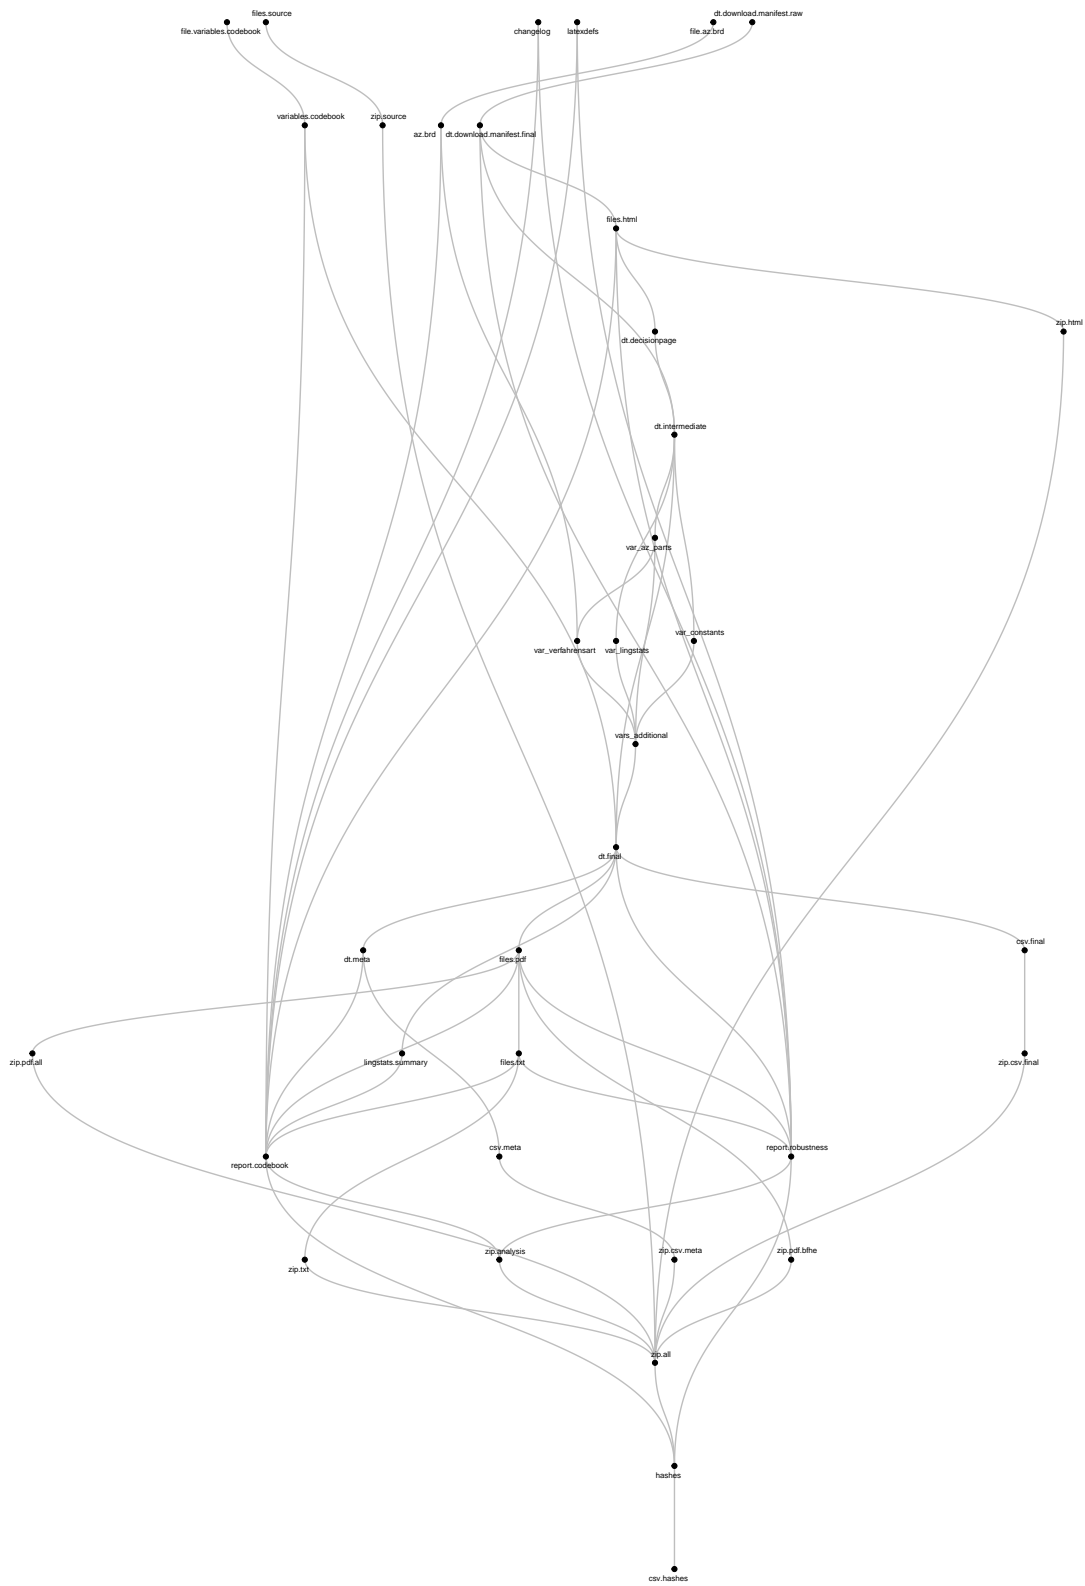 files.source
dt.download.manifest.raw
file.variables.codebook
changelog
latexdefs
file.az.brd
variables.codebook
zip.source
az.brd
dt.download.manifest.final
files.html
zip.html
dt.decisionpage
dt.intermediate
var_az_parts
var_constants
var_verfahrensart
var_lingstats
vars_additional
dt.final
csv.final
dt.meta
files.pdf
zip.pdf.all
lingstats.summary
files.txt
zip.csv.final
csv.meta
report.robustness
report.codebook
zip.analysis
zip.csv.meta
zip.pdf.bfhe
zip.txt
zip.all
hashes
csv.hashes